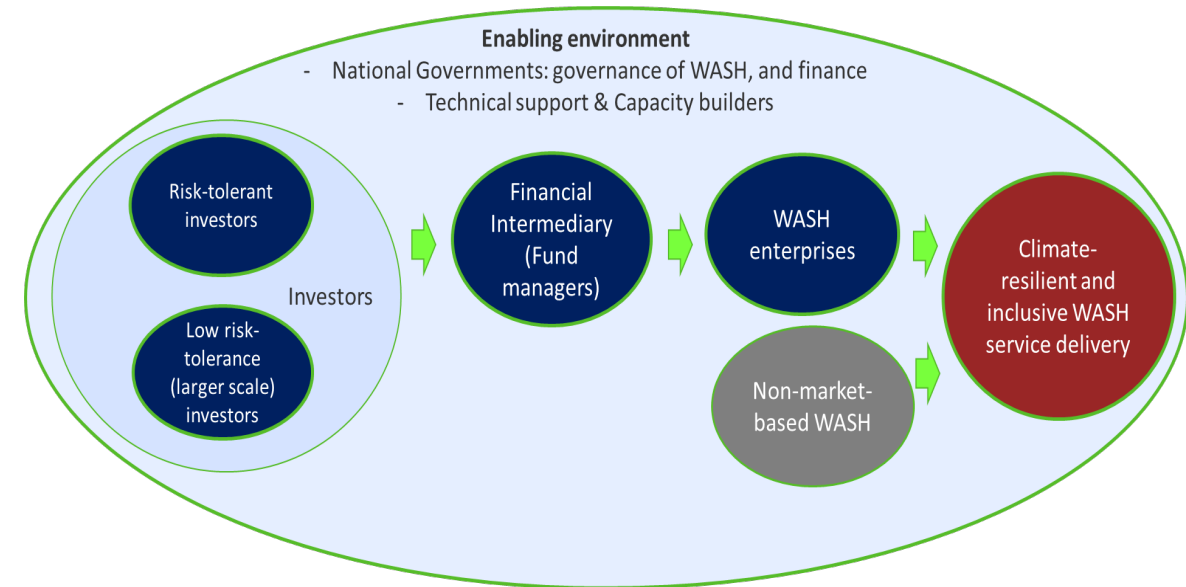 Enabling environment
- National Governments: governance of WASH, and finance
- Technical support & Capacity builders
Risk-tolerant
investors
Investors
Low risk-
tolerance
(larger scale)
investors
Financial
Intermediary
(Fund
managers)
WASH
enterprises
Non-market-
based WASH
Climate-
resilient and
inclusive WASH
service delivery